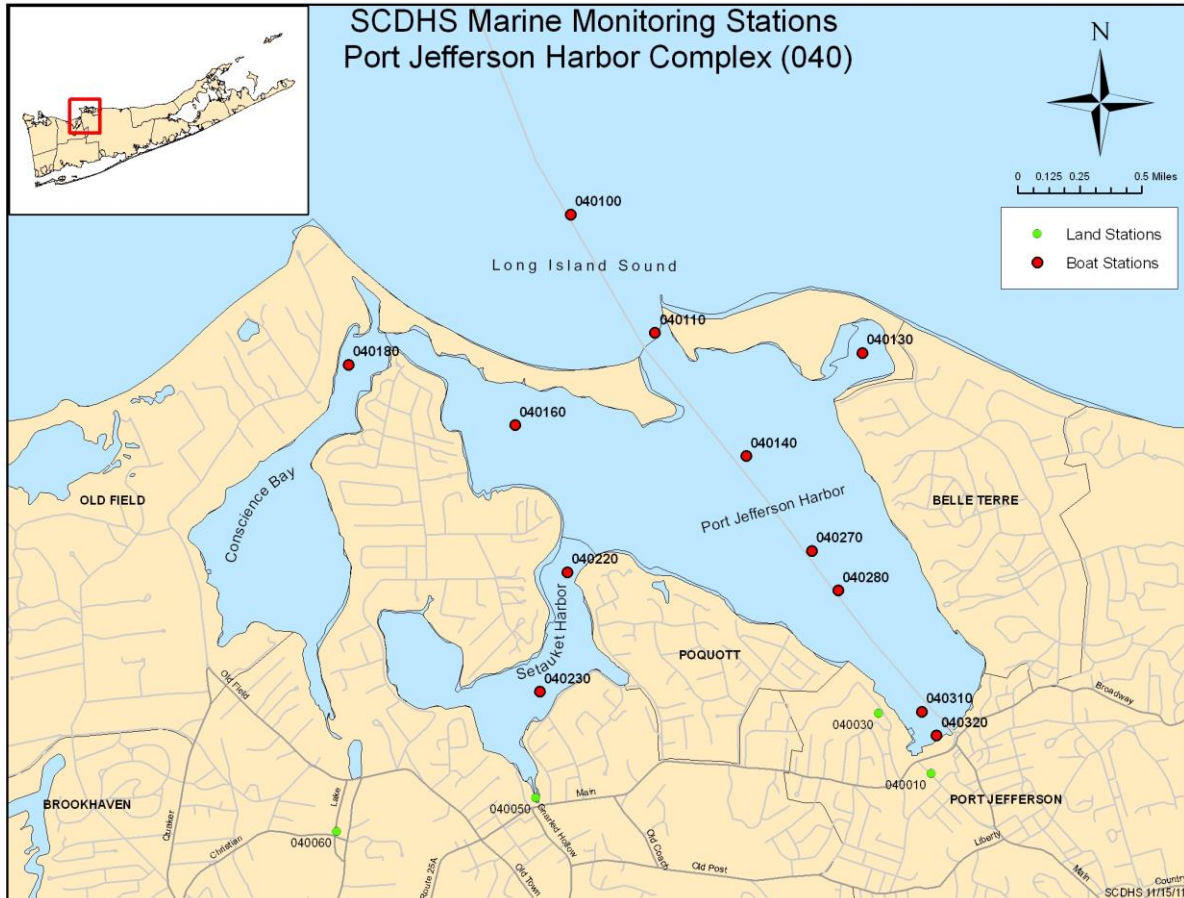 SCDHS Marine Monitoring Stations
Port Jefferson Harbor Complex (040)
N
0 0.125 0.25 0.5 Miles
Land Stations
Boat Stations
040100
Long Island Sound
040110
040130
040180
040160
040140
OLD FIELD
Conscience Bay
Port Jefferson Harbor
BELLE TERRE
040270
040220
040280
Setauket Harbor
POQUOTT
Old Field
040230
Broadway
040310
040030
040320
040010
BROOKHAVEN
Lake
040050
Main
PORT JEFFERSON
Quaker
Christian
040060
Gnarled Hollow
Old Coach
Liberty
Route 25A
Old Town
Old Post
Main
Country
SCDHS 11/15/11